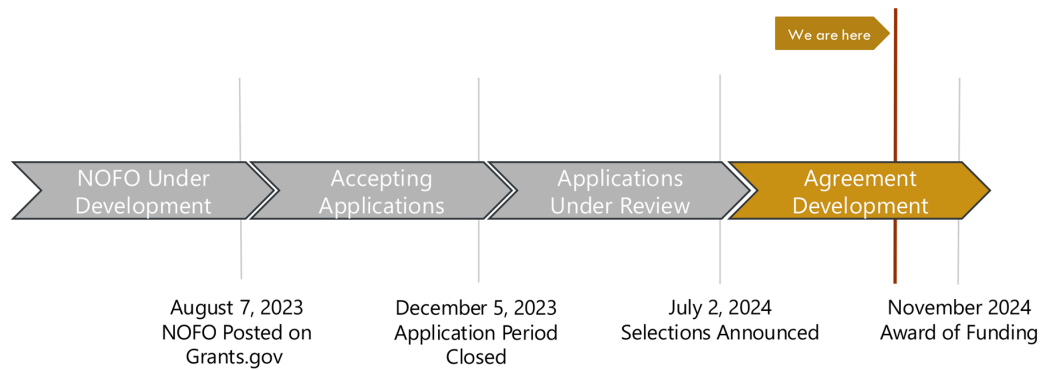 We are here
NOFO Under
Development
Accepting
Applications
Applications
Under Review
Agreement
Development
August 7, 2023
NOFO Posted on
Grants.gov
December 5, 2023
Application Period
Closed
July 2, 2024
Selections Announced
November 2024
Award of Funding